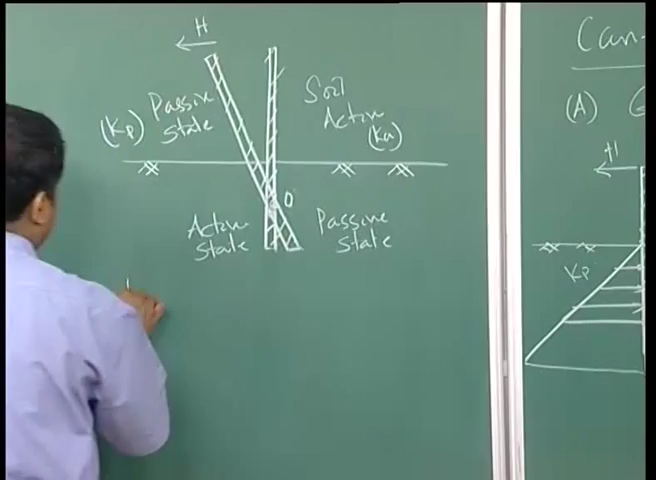 H
Passive
State
(Kp)
Soil
Active
(Ka)
O
Active
State
Passive
State
Can-
(A)
H
Kp